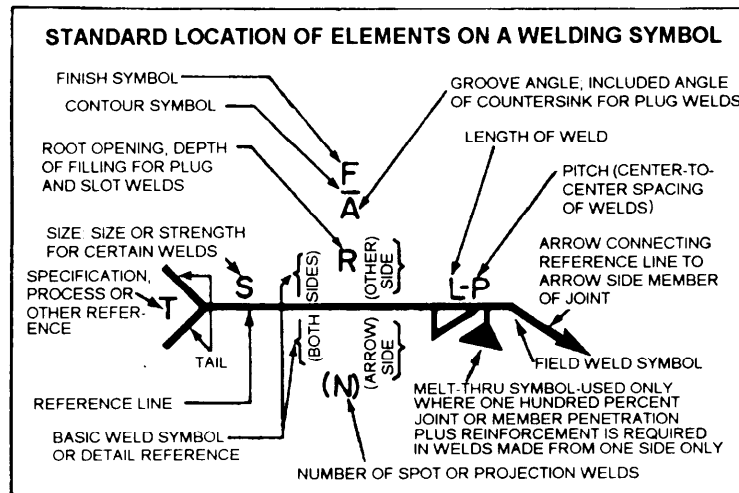 STANDARD LOCATION OF ELEMENTS ON A WELDING SYMBOL
FINISH SYMBOL
CONTOUR SYMBOL
GROOVE ANGLE; INCLUDED ANGLE
OF COUNTERSINK FOR PLUG WELDS
ROOT OPENING, DEPTH
OF FILLING FOR PLUG
AND SLOT WELDS
LENGTH OF WELD
PITCH (CENTER-TO-
CENTER SPACING
OF WELDS)
F
A
R
SIZE: SIZE OR STRENGTH
FOR CERTAIN WELDS
ARROW CONNECTING
REFERENCE LINE TO
ARROW SIDE MEMBER
OF JOINT
SPECIFICATION,
PROCESS OR
OTHER REFER-
ENCE
T
S
(BOTH SIDES)
(OTHER)
SIDE
(ARROW)
SIDE
L-P
TAIL
(N)
FIELD WELD SYMBOL
REFERENCE LINE
MELT-THRU SYMBOL-USED ONLY
WHERE ONE HUNDRED PERCENT
JOINT OR MEMBER PENETRATION
PLUS REINFORCEMENT IS REQUIRED
IN WELDS MADE FROM ONE SIDE ONLY
BASIC WELD SYMBOL
OR DETAIL REFERENCE
NUMBER OF SPOT OR PROJECTION WELDS